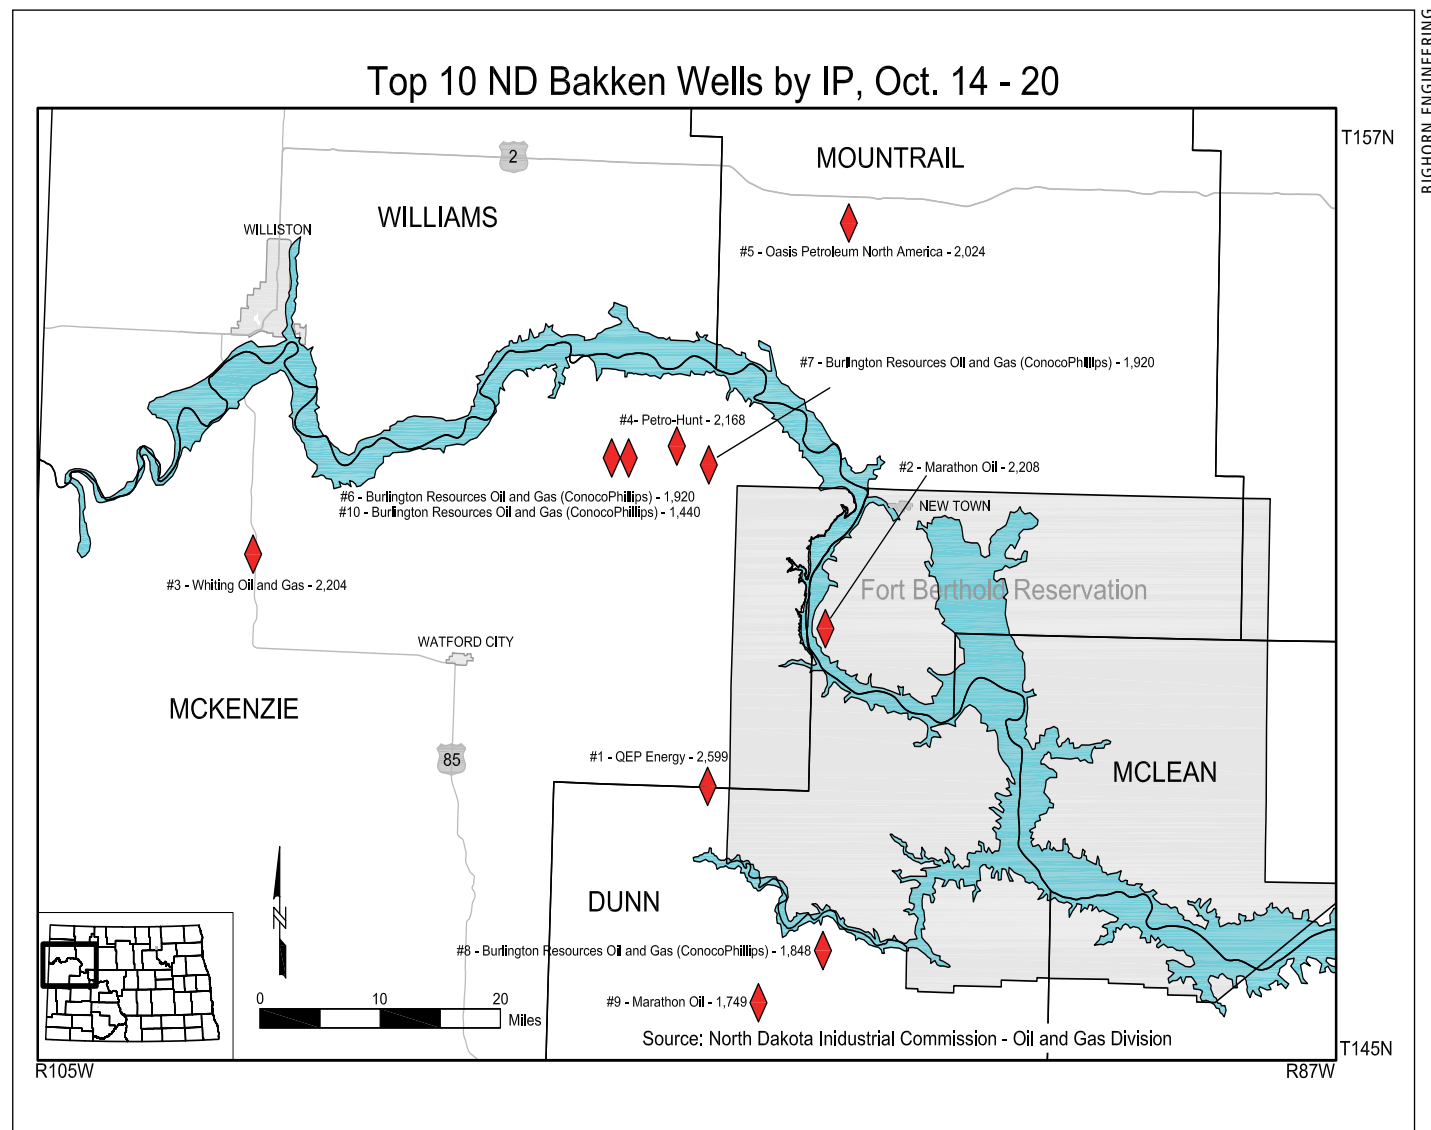 BIGHORN ENGINEERING
Top 10 ND Bakken Wells by IP, Oct. 14 - 20
T157N
2
MOUNTRAIL
WILLIAMS
WILLISTON
#5 - Oasis Petroleum North America - 2,024
#7 - Burlington Resources Oil and Gas (ConocoPhillips) - 1,920
#4- Petro-Hunt - 2,168
#2 - Marathon Oil - 2,208
#6 - Burlington Resources Oil and Gas (ConocoPhillips) - 1,920
#10 - Burlington Resources Oil and Gas (ConocoPhillips) - 1,440
NEW TOWN
#3 - Whiting Oil and Gas - 2,204
Fort Berthold Reservation
WATFORD CITY
MCKENZIE
85
#1 - QEP Energy - 2,599
MCLEAN
DUNN
N
#8 - Burlington Resources Oil and Gas (ConocoPhillips) - 1,848
0 10 20
Miles
#9 - Marathon Oil - 1,749
Source: North Dakota Inidustrial Commission - Oil and Gas Division
T145N
R105W
R87W